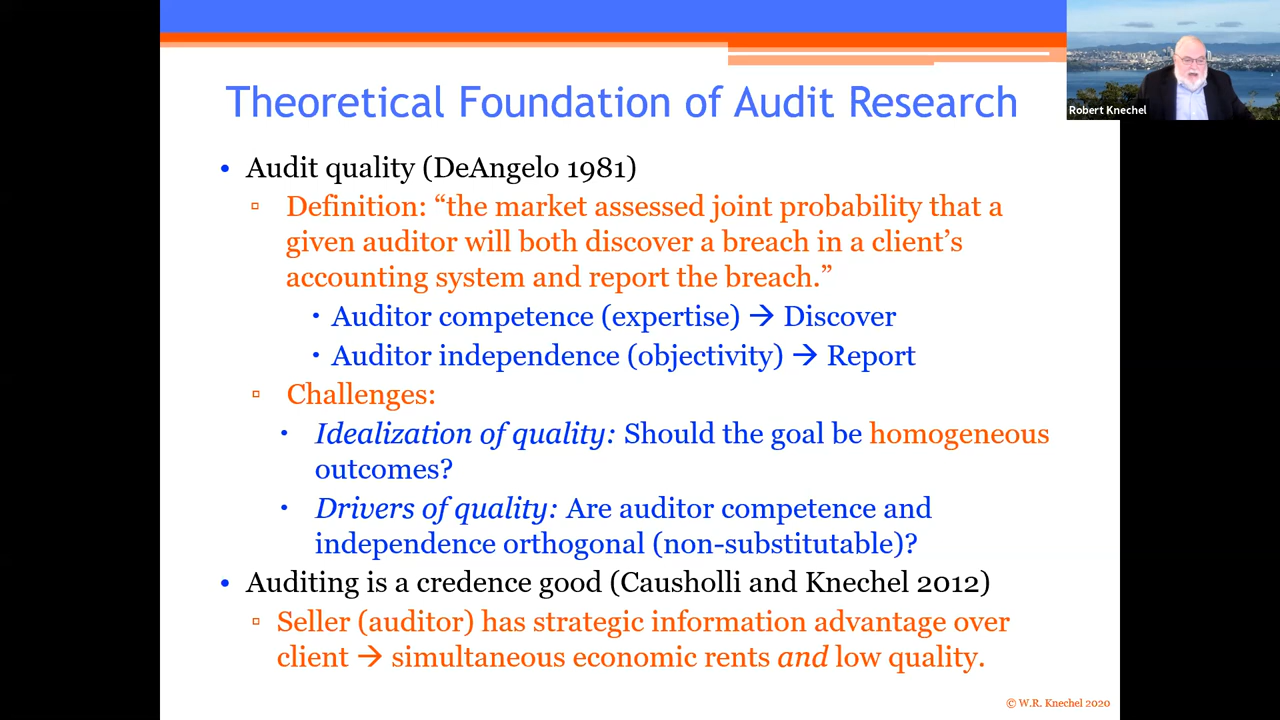 Theoretical Foundation of Audit Research
Robert Knechel
• Audit quality (DeAngelo 1981)
▫ Definition: “the market assessed joint probability that a
given auditor will both discover a breach in a client’s
accounting system and report the breach.”
• Auditor competence (expertise) → Discover
• Auditor independence (objectivity) → Report
▫ Challenges:
• Idealization of quality: Should the goal be homogeneous
outcomes?
• Drivers of quality: Are auditor competence and
independence orthogonal (non-substitutable)?
• Auditing is a credence good (Causholli and Knechel 2012)
▫ Seller (auditor) has strategic information advantage over
client → simultaneous economic rents and low quality.
© W.R. Knechel 2020